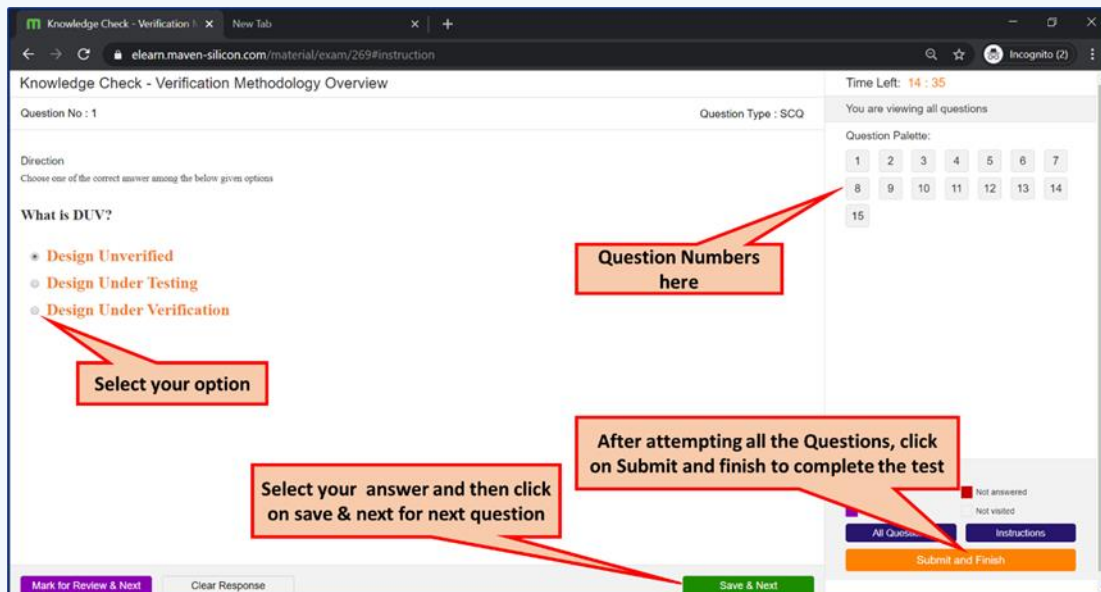 Knowledge Check - Verification M
New Tab
elearn.maven-silicon.com/material/exam/269#instruction
Incognito (2)
Knowledge Check - Verification Methodology Overview
Question No : 1
Question Type : SCQ
Direction
Choose one of the correct answer among the below given options
What is DUV?
Design Unverified
Design Under Testing
Design Under Verification
Select your option
Select your answer and then click
on save & next for next question
Mark for Review & Next
Clear Response
Save & Next
Time Left: 14 : 35
You are viewing all questions
Question Palette:
1 2 3 4 5 6 7
8 9 10 11 12 13 14
15
Question Numbers
here
After attempting all the Questions, click
on Submit and finish to complete the test
Not answered
Not visited
Instructions
Submit and Finish